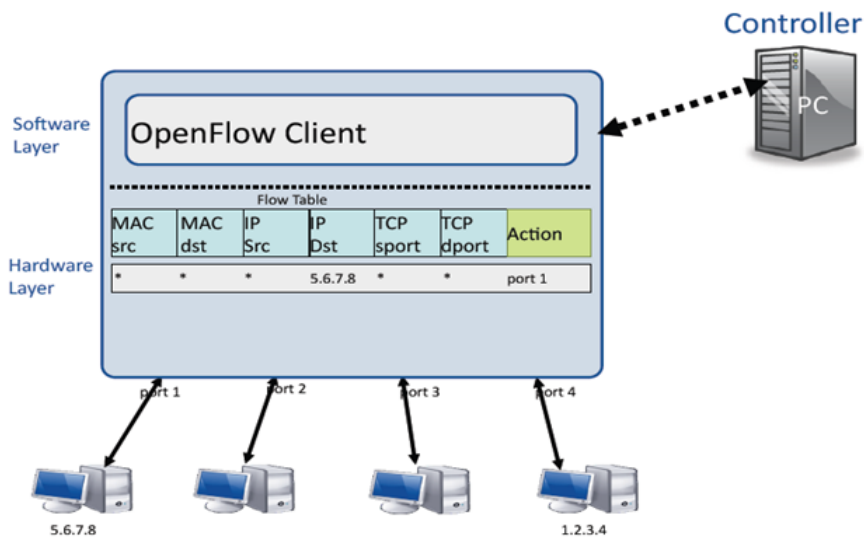 Controller
PC
Software
Layer
OpenFlow Client
Flow Table
MAC src MAC dst IP Src IP Dst TCP sport TCP dport Action
Hardware
Layer
* * * 5.6.7.8 * * port 1
port 1 port 2 port 3 port 4
5.6.7.8 1.2.3.4